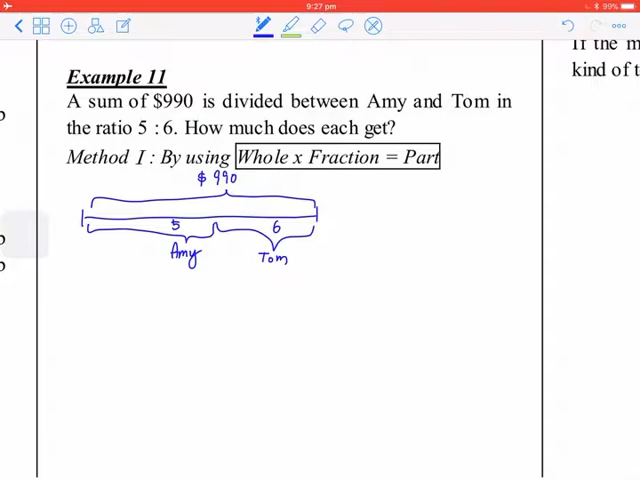 9:27 pm
99%
If the m
kind of t
Example 11
A sum of $990 is divided between Amy and Tom in
the ratio 5 : 6. How much does each get?
Method I : By using Whole x Fraction = Part
$ 990
5 6
Amy Tom
b
b
b